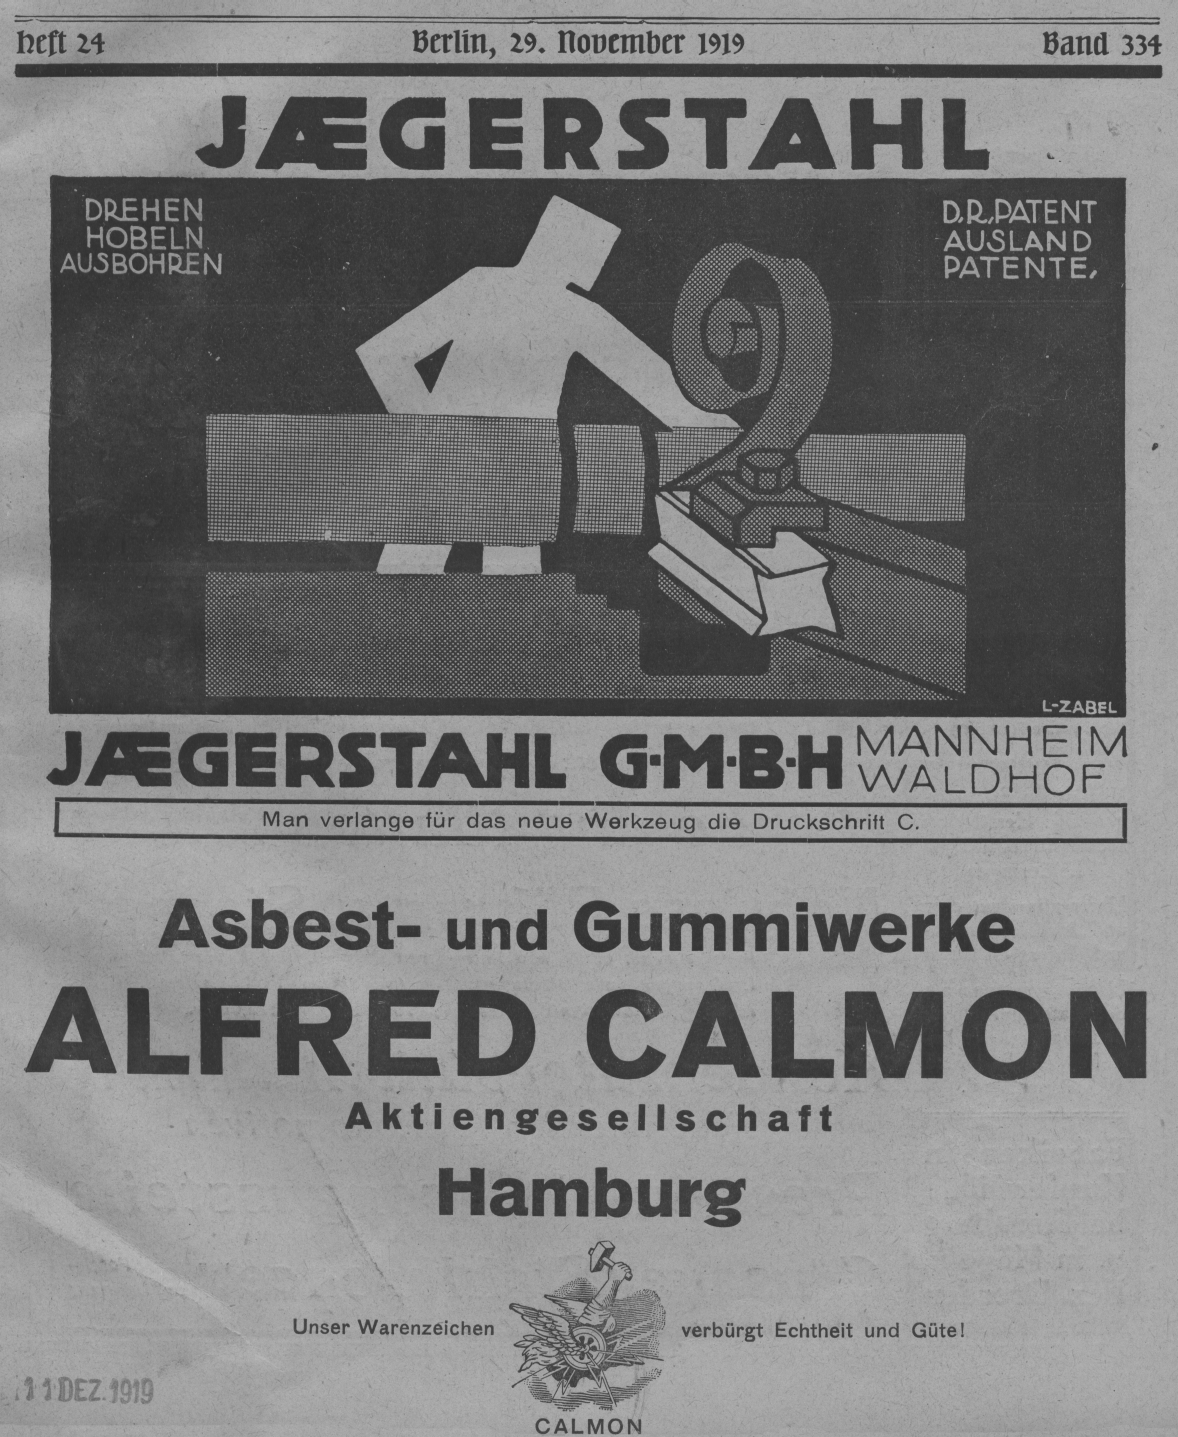 Heft 24 Berlin, 29. November 1919 Band 334
JÆGERSTAHL
DREHEN
HOBELN
AUSBOHREN
D.R.PATENT
AUSLAND
PATENTE,
L-ZABEL
JÆGERSTAHL G·M·B·H
MANNHEIM
WALDHOF
Man verlange für das neue Werkzeug die Druckschrift C.
Asbest- und Gummiwerke
ALFRED CALMON
Aktiengesellschaft
Hamburg
Unser Warenzeichen verbürgt Echtheit und Güte!
CALMON
11 DEZ. 1919